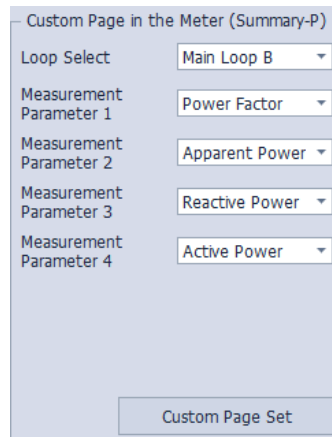 Custom Page in the Meter (Summary-P)
Loop Select
Main Loop B
Measurement
Parameter 1
Power Factor
Measurement
Parameter 2
Apparent Power
Measurement
Parameter 3
Reactive Power
Measurement
Parameter 4
Active Power
Custom Page Set